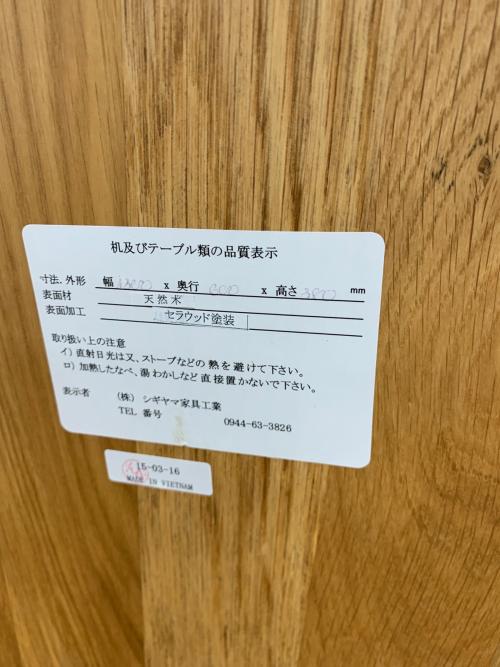 机及びテーブル類の品質表示
寸法.外形 幅 x 奥行 600 x 高さ mm
表面材 天然木
表面加工 セラウッド塗装
取り扱い上の注意
イ）直射日光は又、ストーブなどの 熱を 避けて下さい。
ロ）加熱したなべ、湯わかしなど 直 接置 かないで下さい。
表示者 （株） シギヤマ家具工業
TEL 番号 0944-63-3826
15-03-16
MADE IN VIETNAM